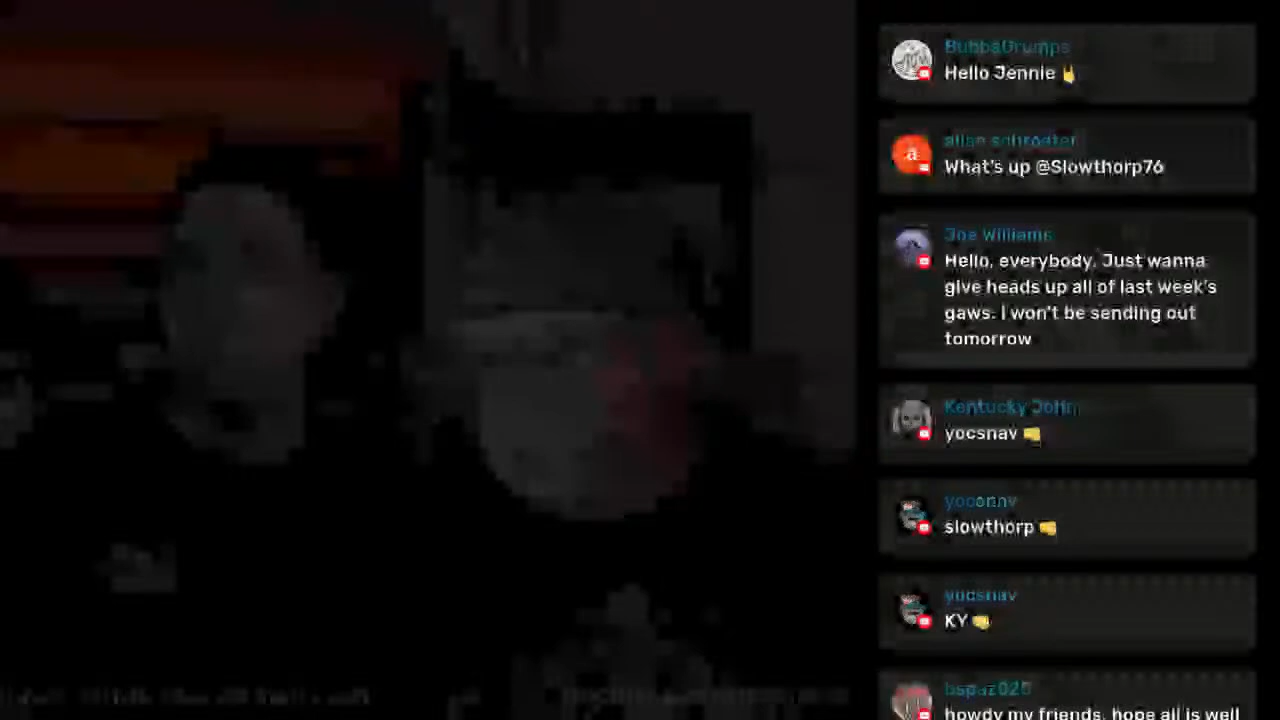 BubbaGrumps
Hello Jennie 🤘
allan schroeter
What's up @Slowthorp76
Joe Williams
Hello, everybody, Just wanna
give heads up all of last week's
gaws. I won't be sending out
tomorrow
Kentucky John
yocsnav 👊
yocsnav
slowthorp 👊
yocsnav
KY 👊
bspaz020
howdy my friends, hope all is well